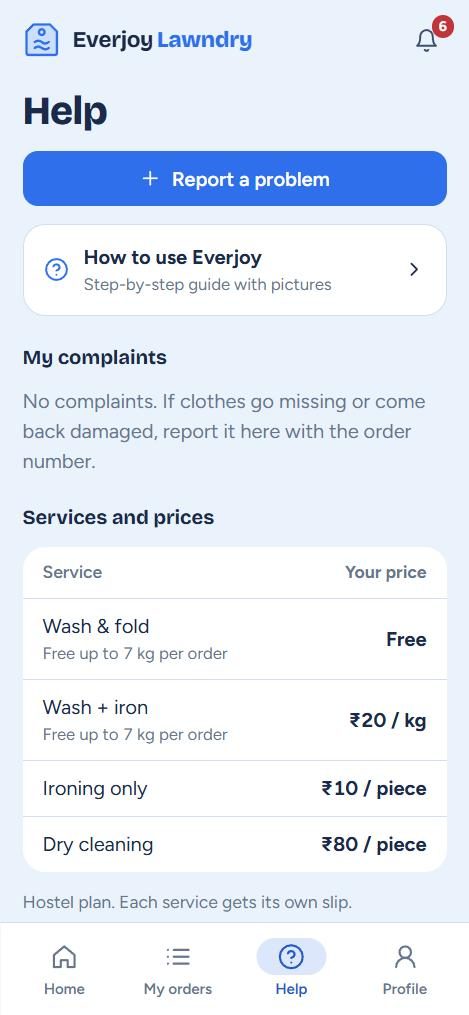 Everjoy Lawndry
6
Help
+ Report a problem
How to use Everjoy
Step-by-step guide with pictures
My complaints
No complaints. If clothes go missing or come
back damaged, report it here with the order
number.
Services and prices
Service Your price
Wash & fold
Free up to 7 kg per order
Free
Wash + iron
Free up to 7 kg per order
₹20 / kg
Ironing only ₹10 / piece
Dry cleaning ₹80 / piece
Hostel plan. Each service gets its own slip.
Home My orders Help Profile